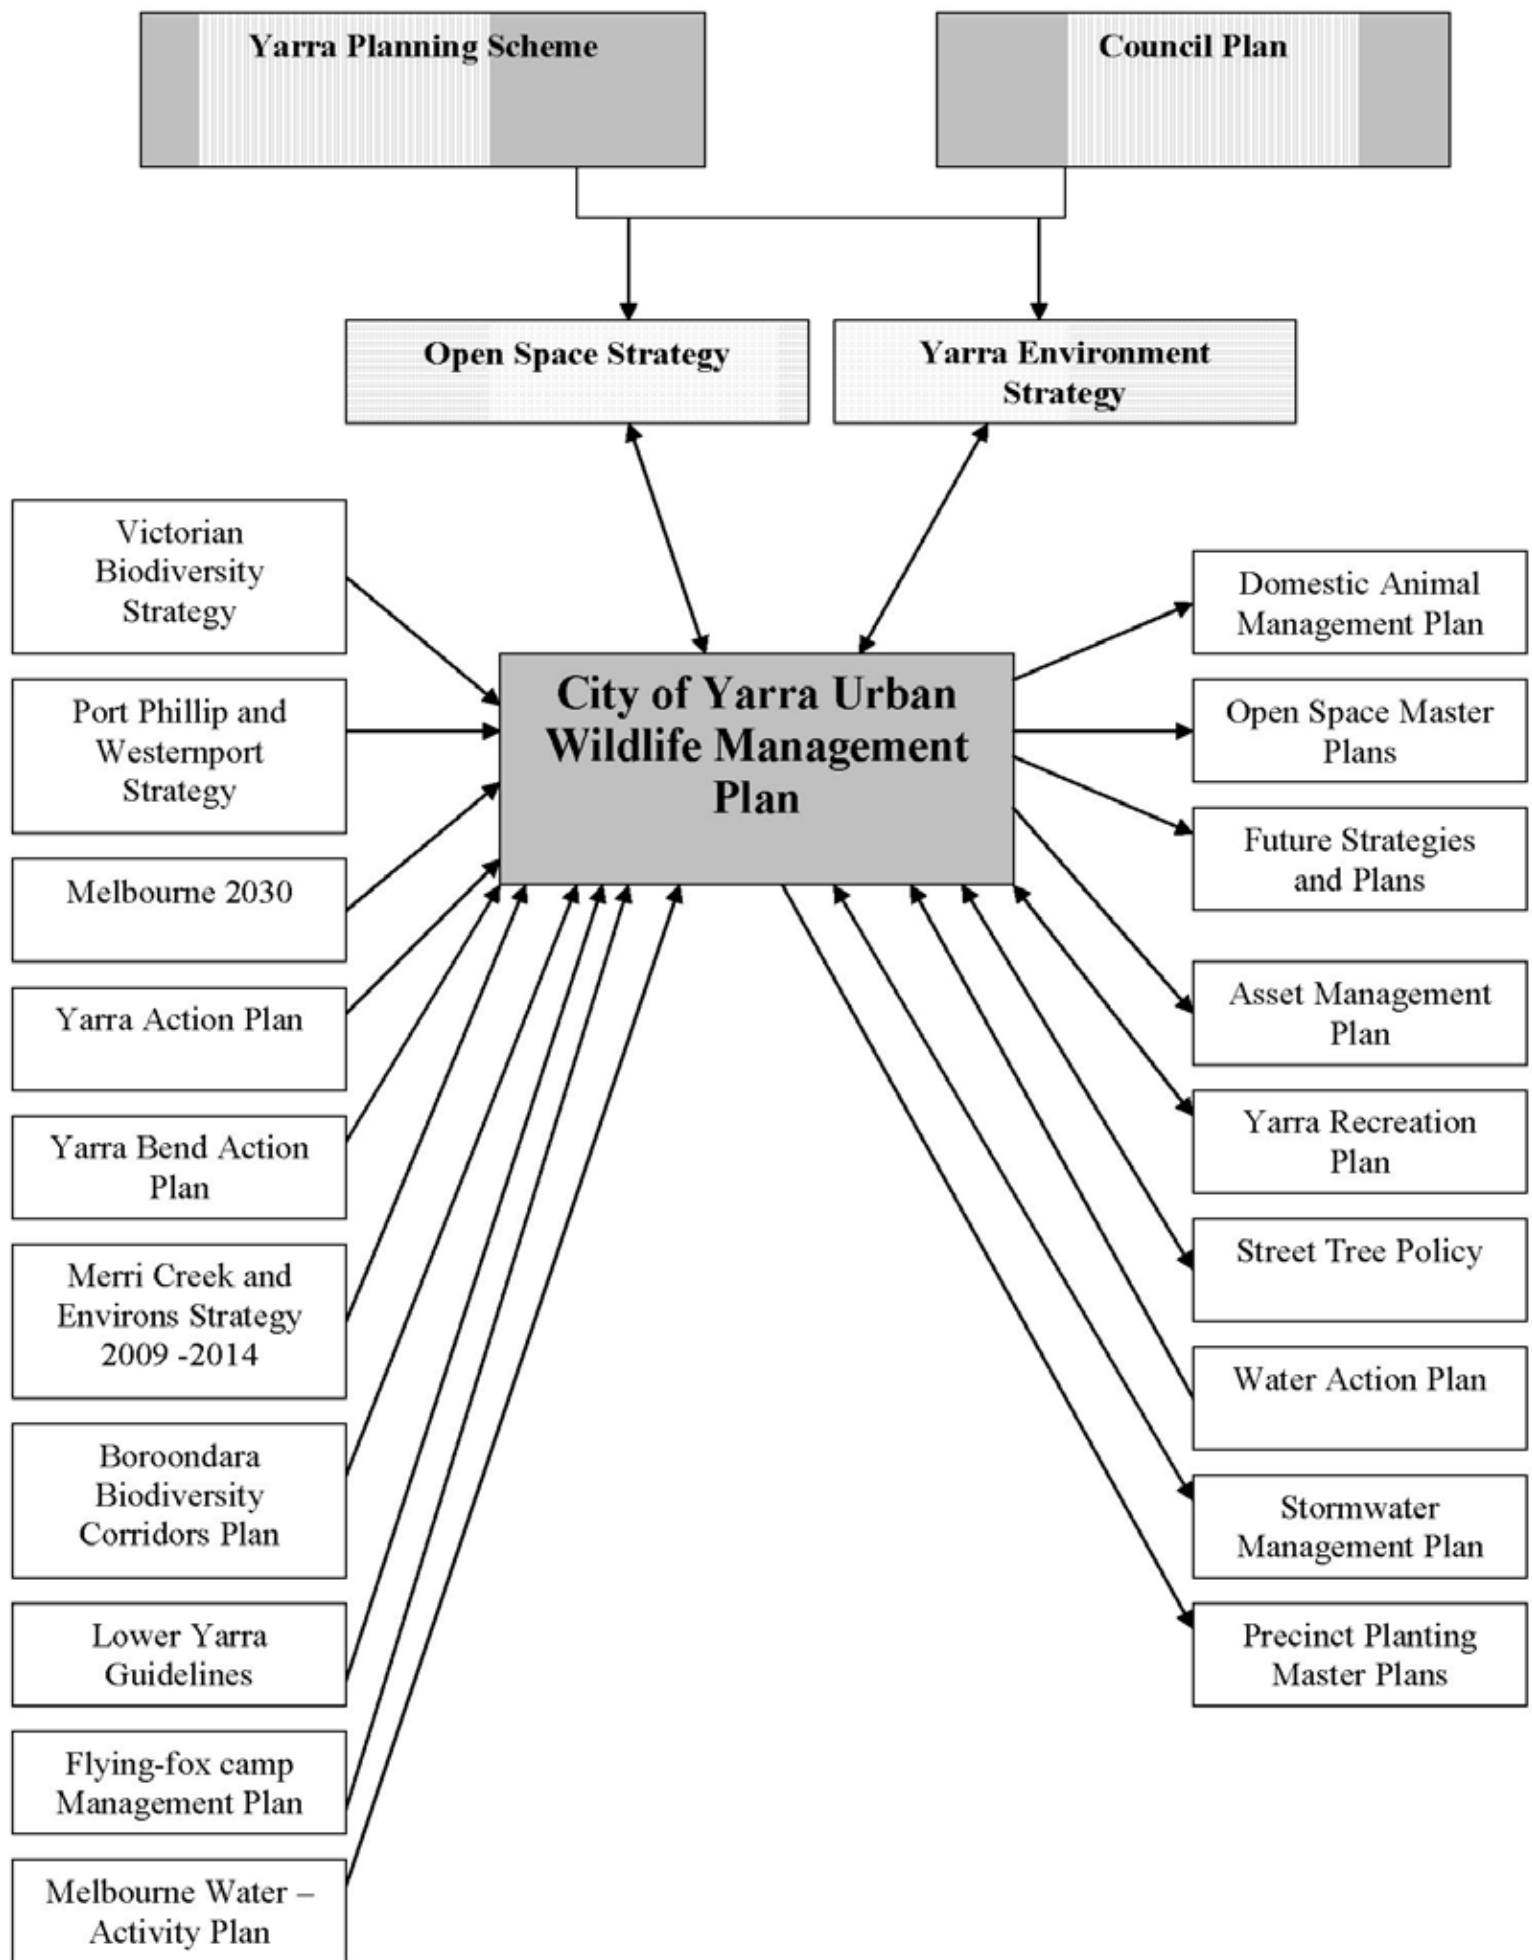 Yarra Planning Scheme
Council Plan
Open Space Strategy
Yarra Environment
Strategy
Victorian
Biodiversity
Strategy
Port Phillip and
Westernport
Strategy
Melbourne 2030
Yarra Action Plan
Yarra Bend Action
Plan
Merri Creek and
Environs Strategy
2009 -2014
Boroondara
Biodiversity
Corridors Plan
Lower Yarra
Guidelines
Flying-fox camp
Management Plan
Melbourne Water –
Activity Plan
City of Yarra Urban
Wildlife Management
Plan
Domestic Animal
Management Plan
Open Space Master
Plans
Future Strategies
and Plans
Asset Management
Plan
Yarra Recreation
Plan
Street Tree Policy
Water Action Plan
Stormwater
Management Plan
Precinct Planting
Master Plans